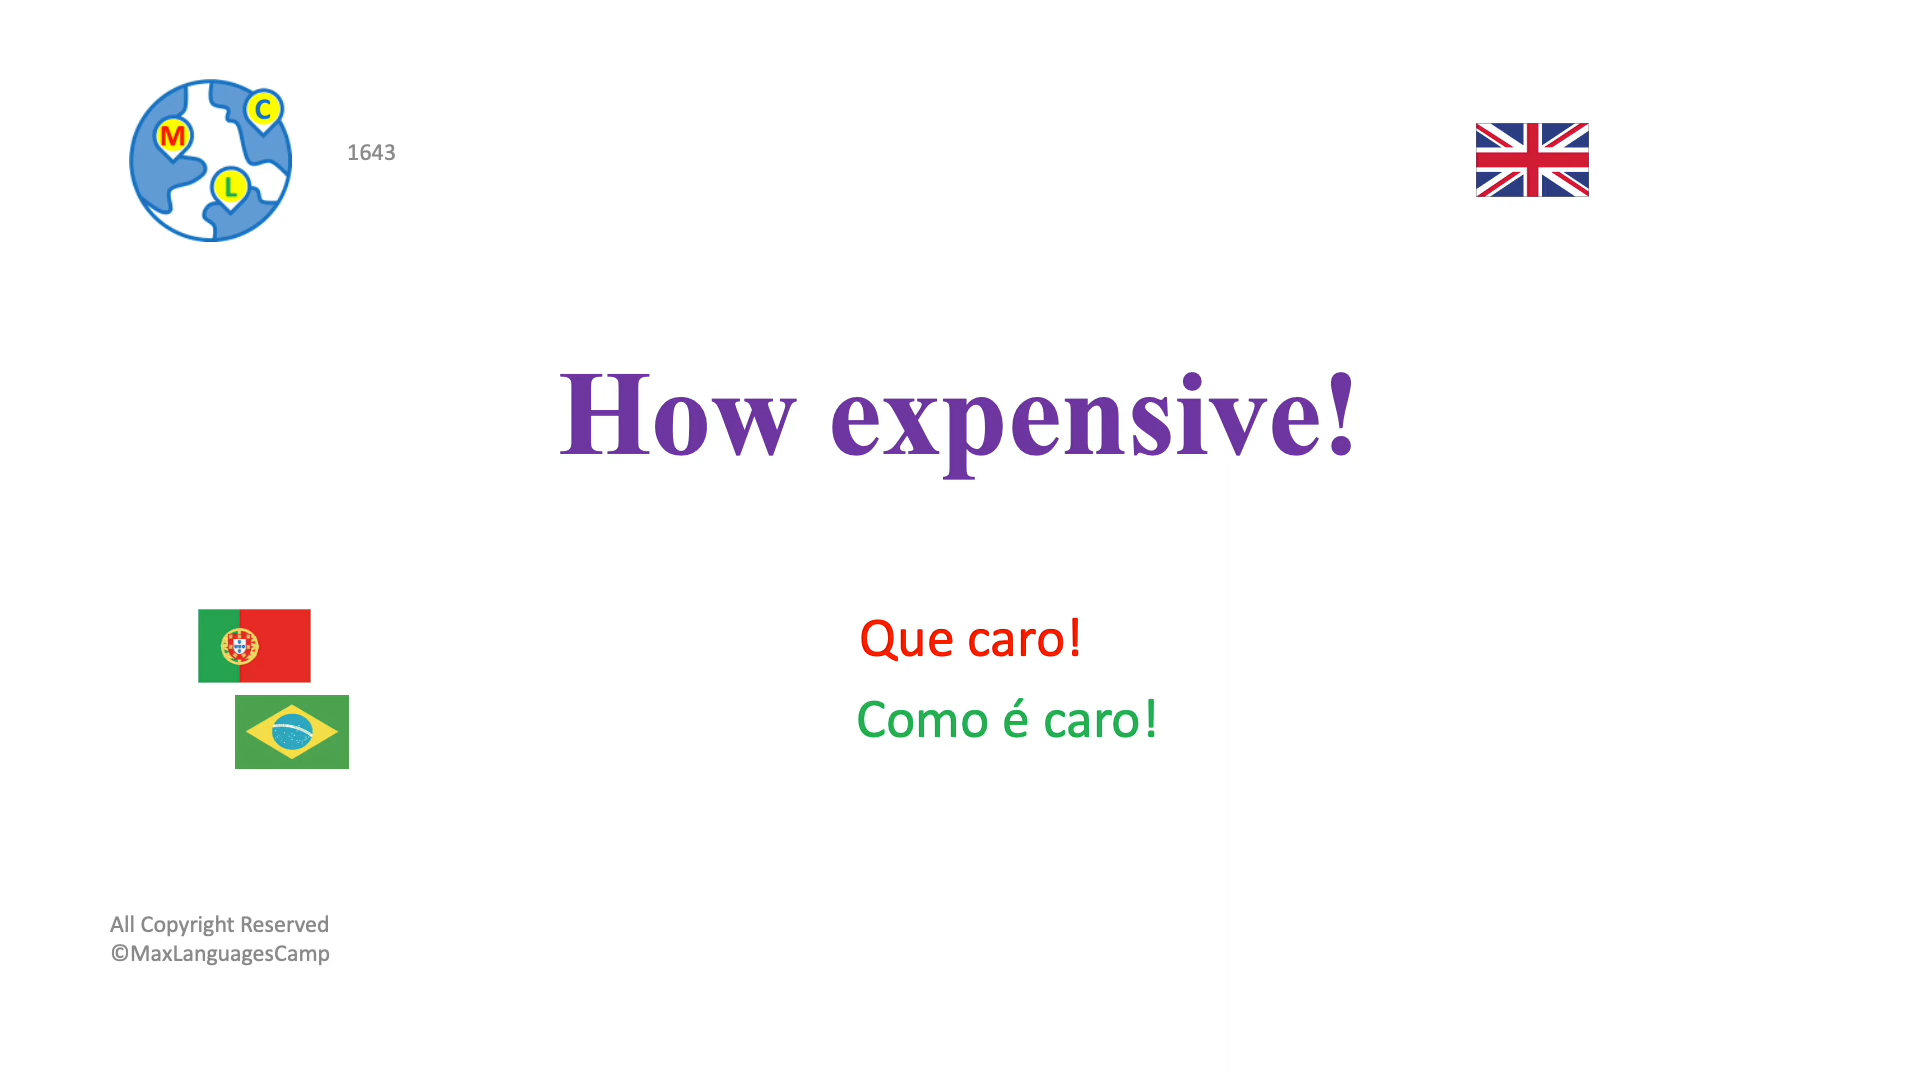 M
C
L
1643
How expensive!
Que caro!
Como é caro!
All Copyright Reserved
©MaxLanguagesCamp